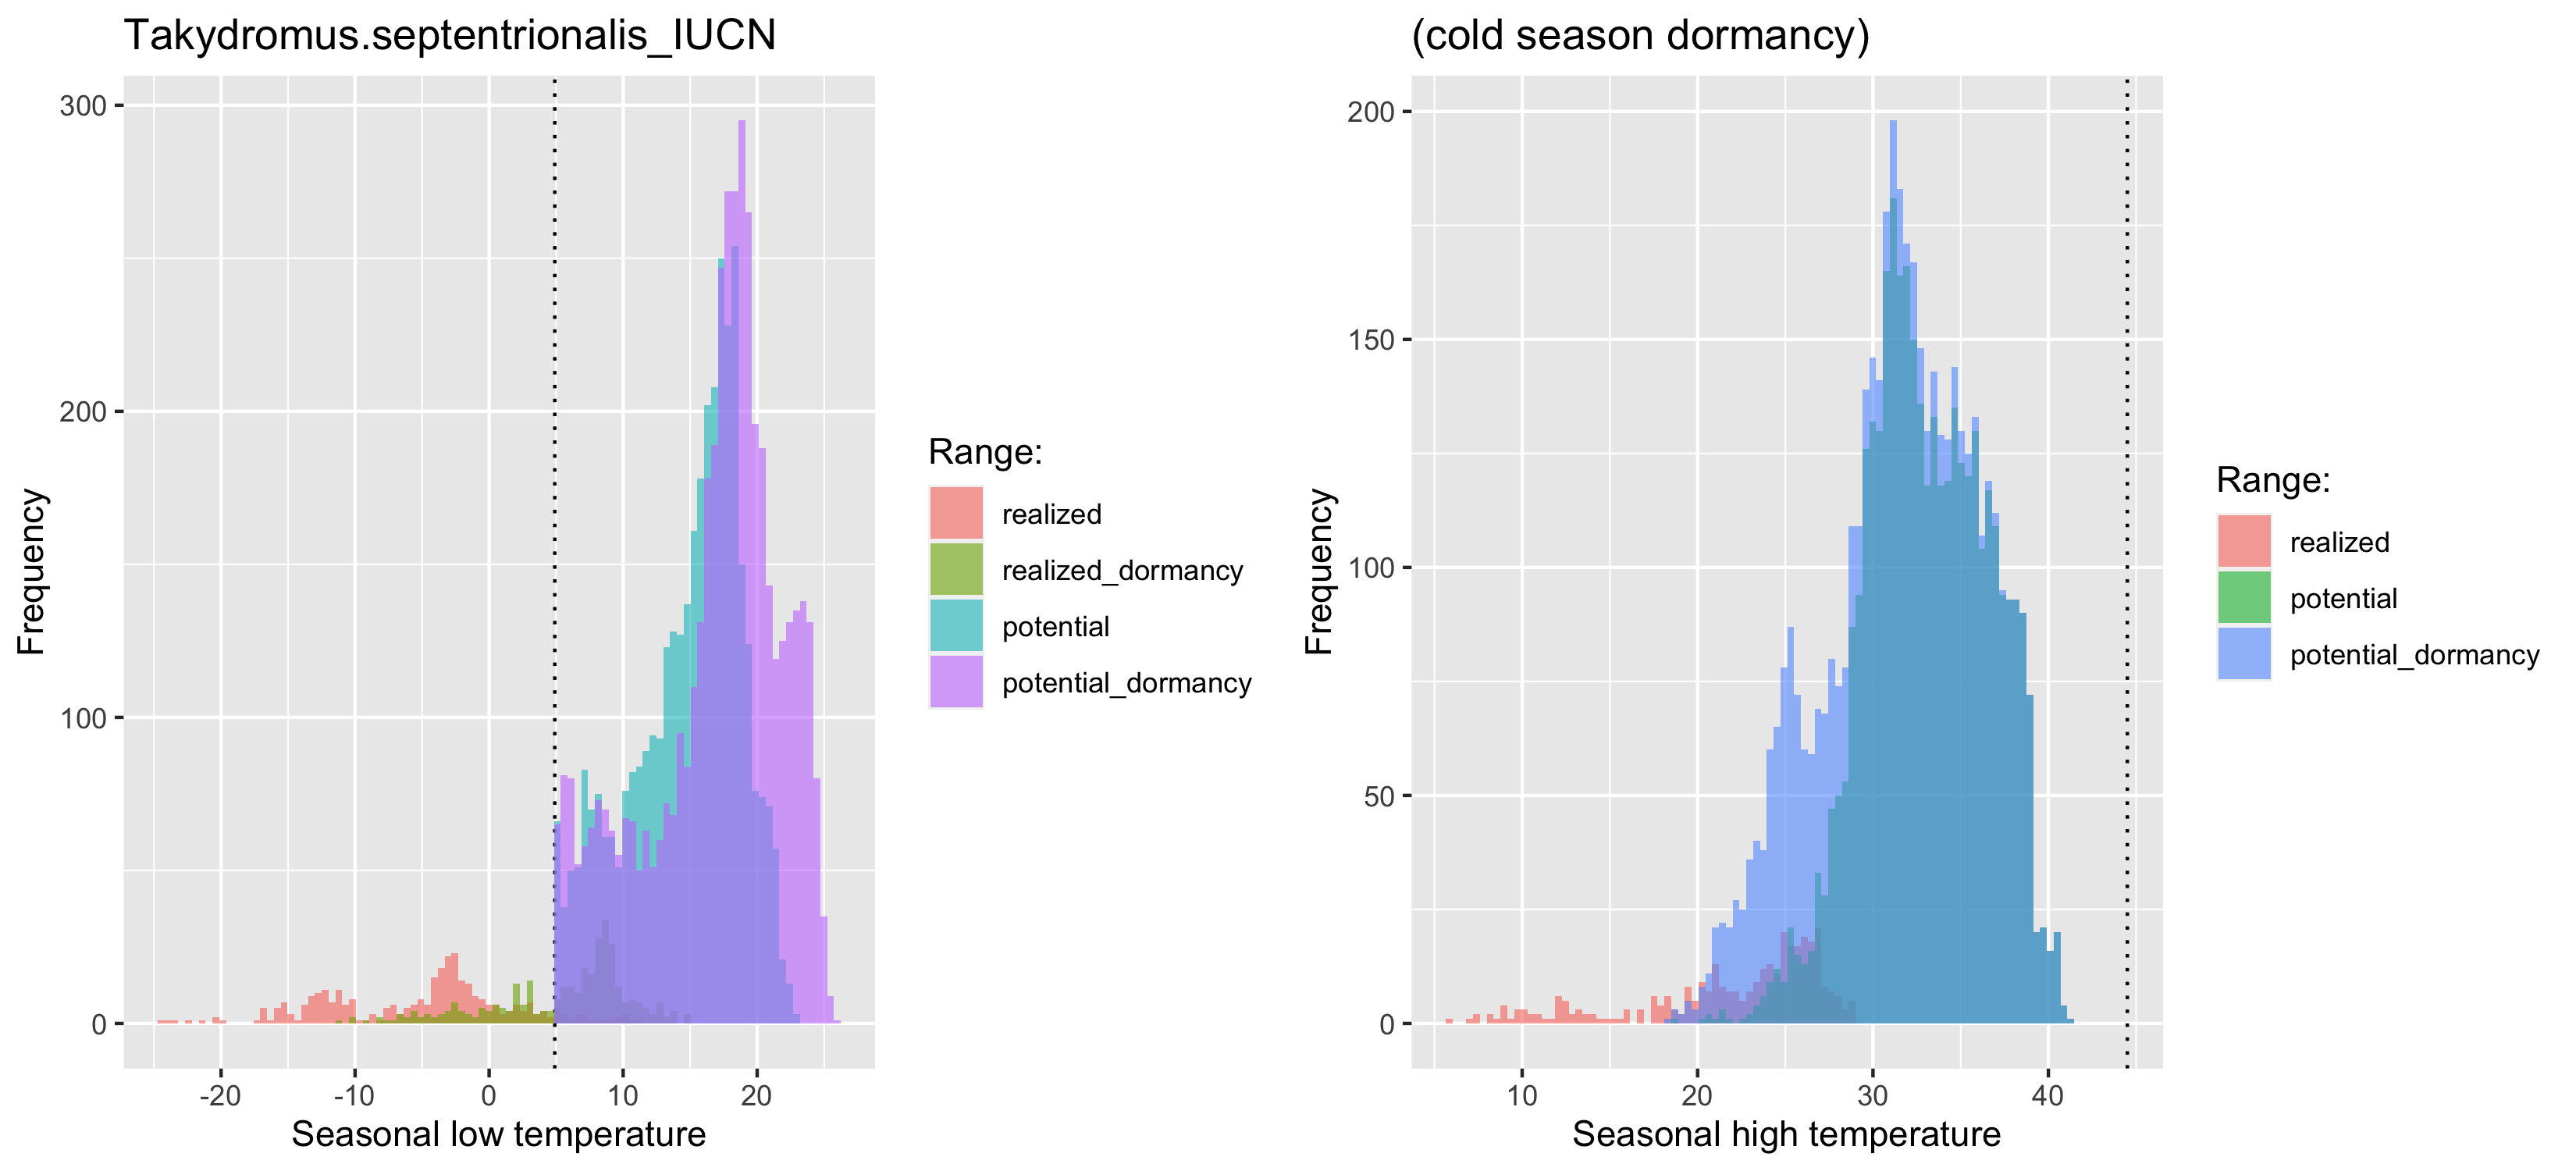 Takydromus.septentrionalis_IUCN
300
200
100
0
-20 -10 0 10 20
Seasonal low temperature
Frequency
Range:
realized
realized_dormancy
potential
potential_dormancy
(cold season dormancy)
200
150
100
50
0
10 20 30 40
Seasonal high temperature
Frequency
Range:
realized
potential
potential_dormancy